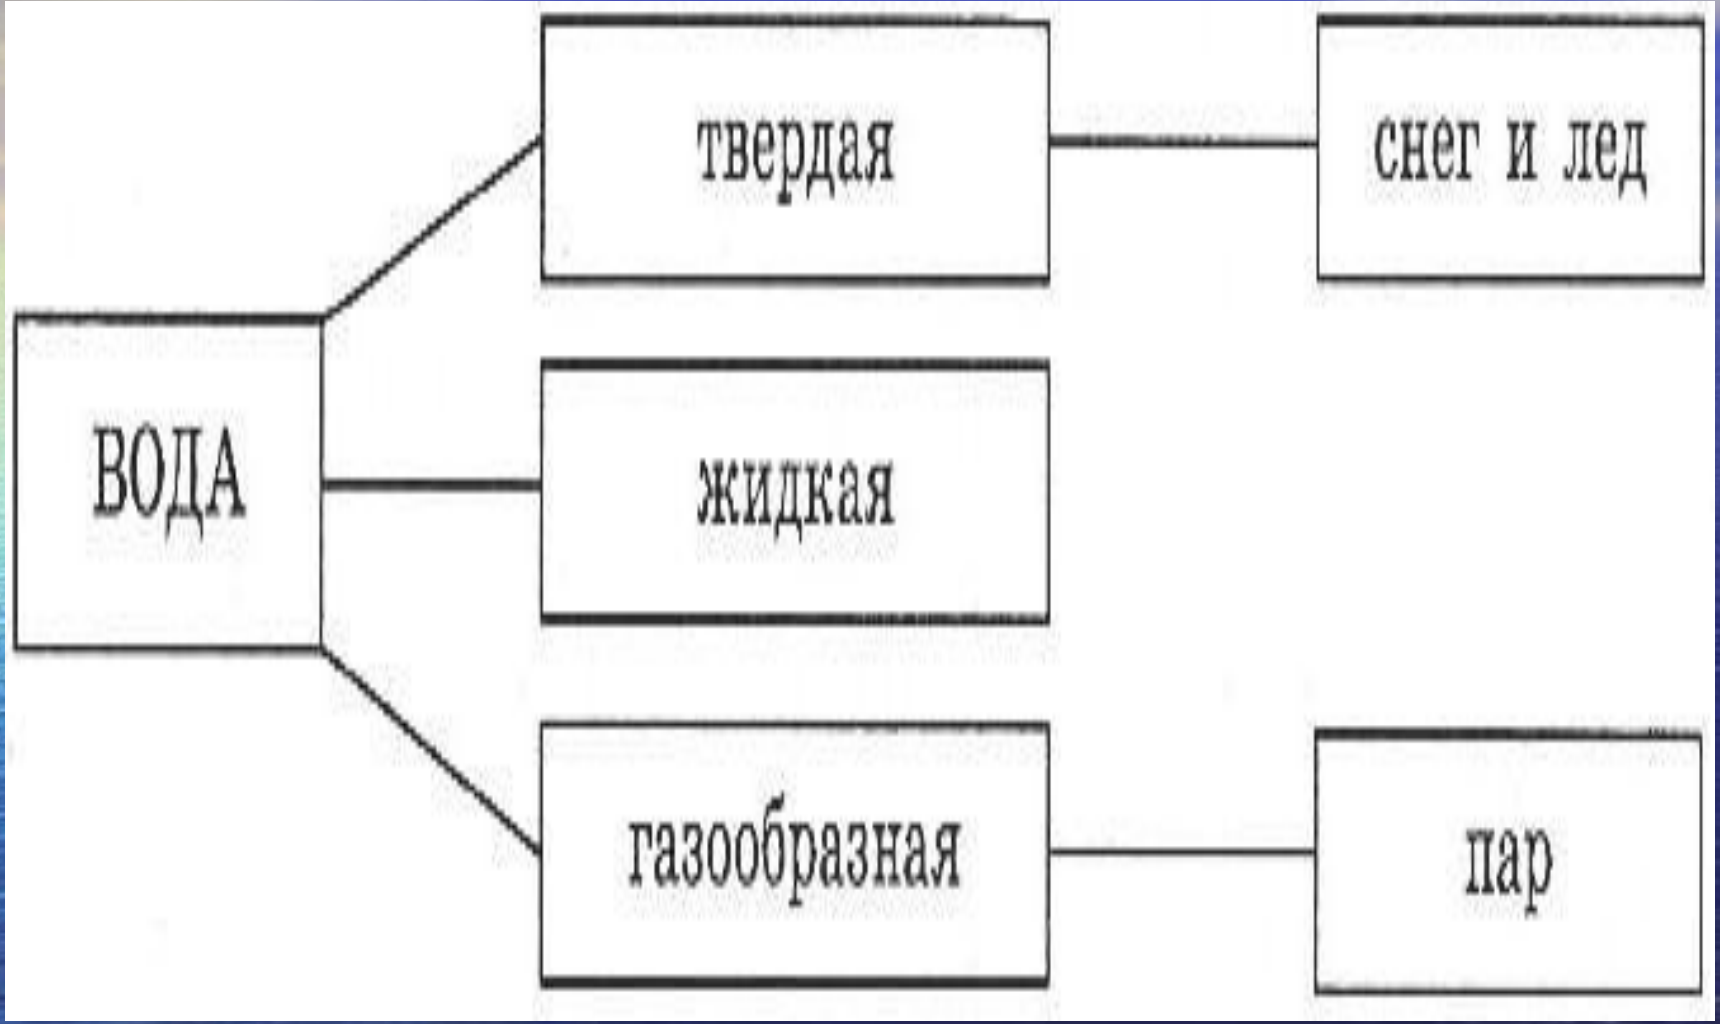 твердая
снег и лед
ВОДА
жидкая
газообразная
пар